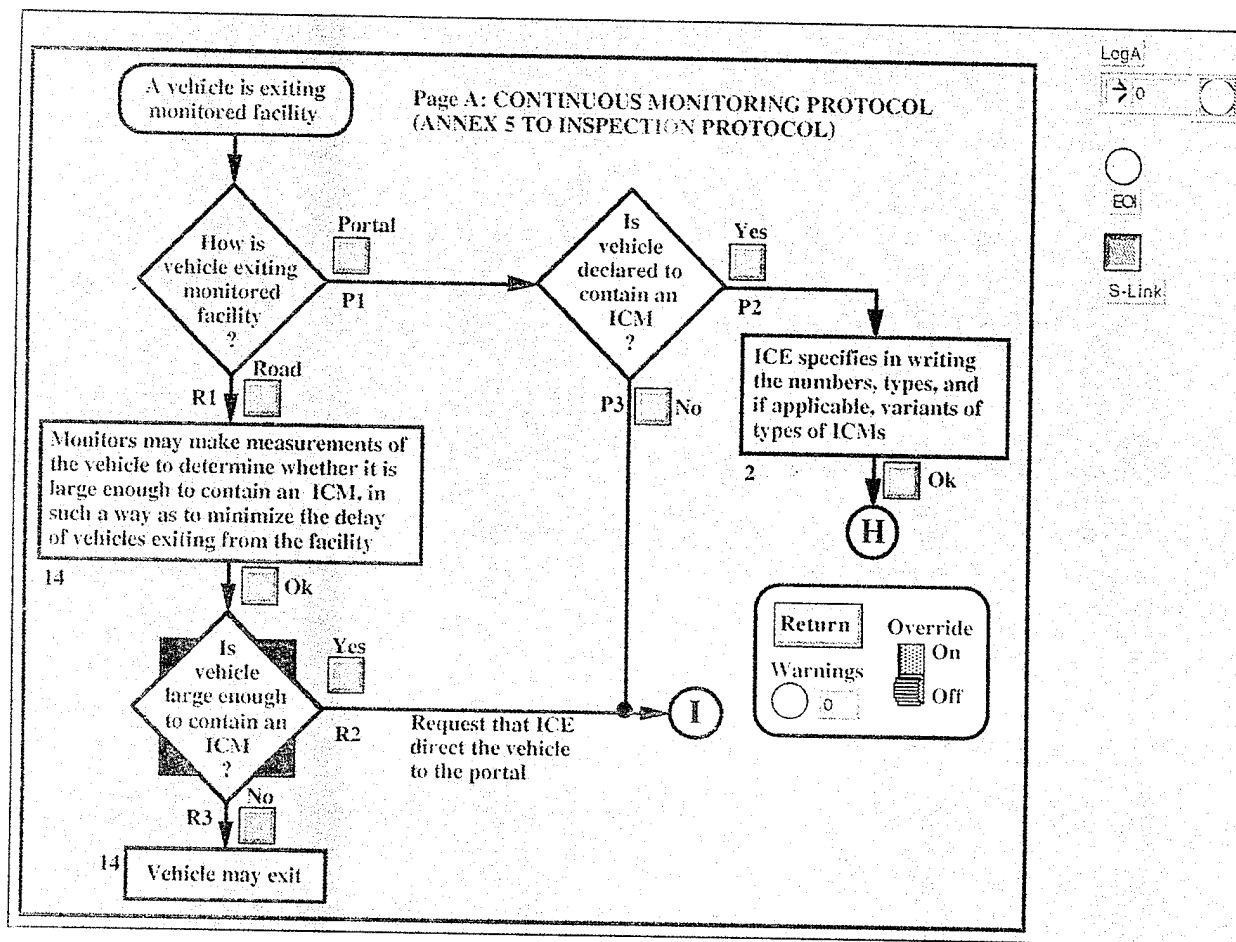 A vehicle is exiting
monitored facility
Page A: CONTINUOUS MONITORING PROTOCOL
(ANNEX 5 TO INSPECTION PROTOCOL)
LogA
0
EOI
S-Link
How is
vehicle exiting
monitored
facility
?
Portal
P1
Is
vehicle
declared to
contain an
ICM
?
Yes
P2
ICE specifies in writing
the numbers, types, and
if applicable, variants of
types of ICMs
2
Ok
H
P3
No
R1
Road
Monitors may make measurements of
the vehicle to determine whether it is
large enough to contain an ICM, in
such a way as to minimize the delay
of vehicles exiting from the facility
14
Ok
Is
vehicle
large enough
to contain an
ICM
?
Yes
R2
Request that ICE
direct the vehicle
to the portal
I
Return
Override
On
Off
Warnings
0
R3
No
14
Vehicle may exit